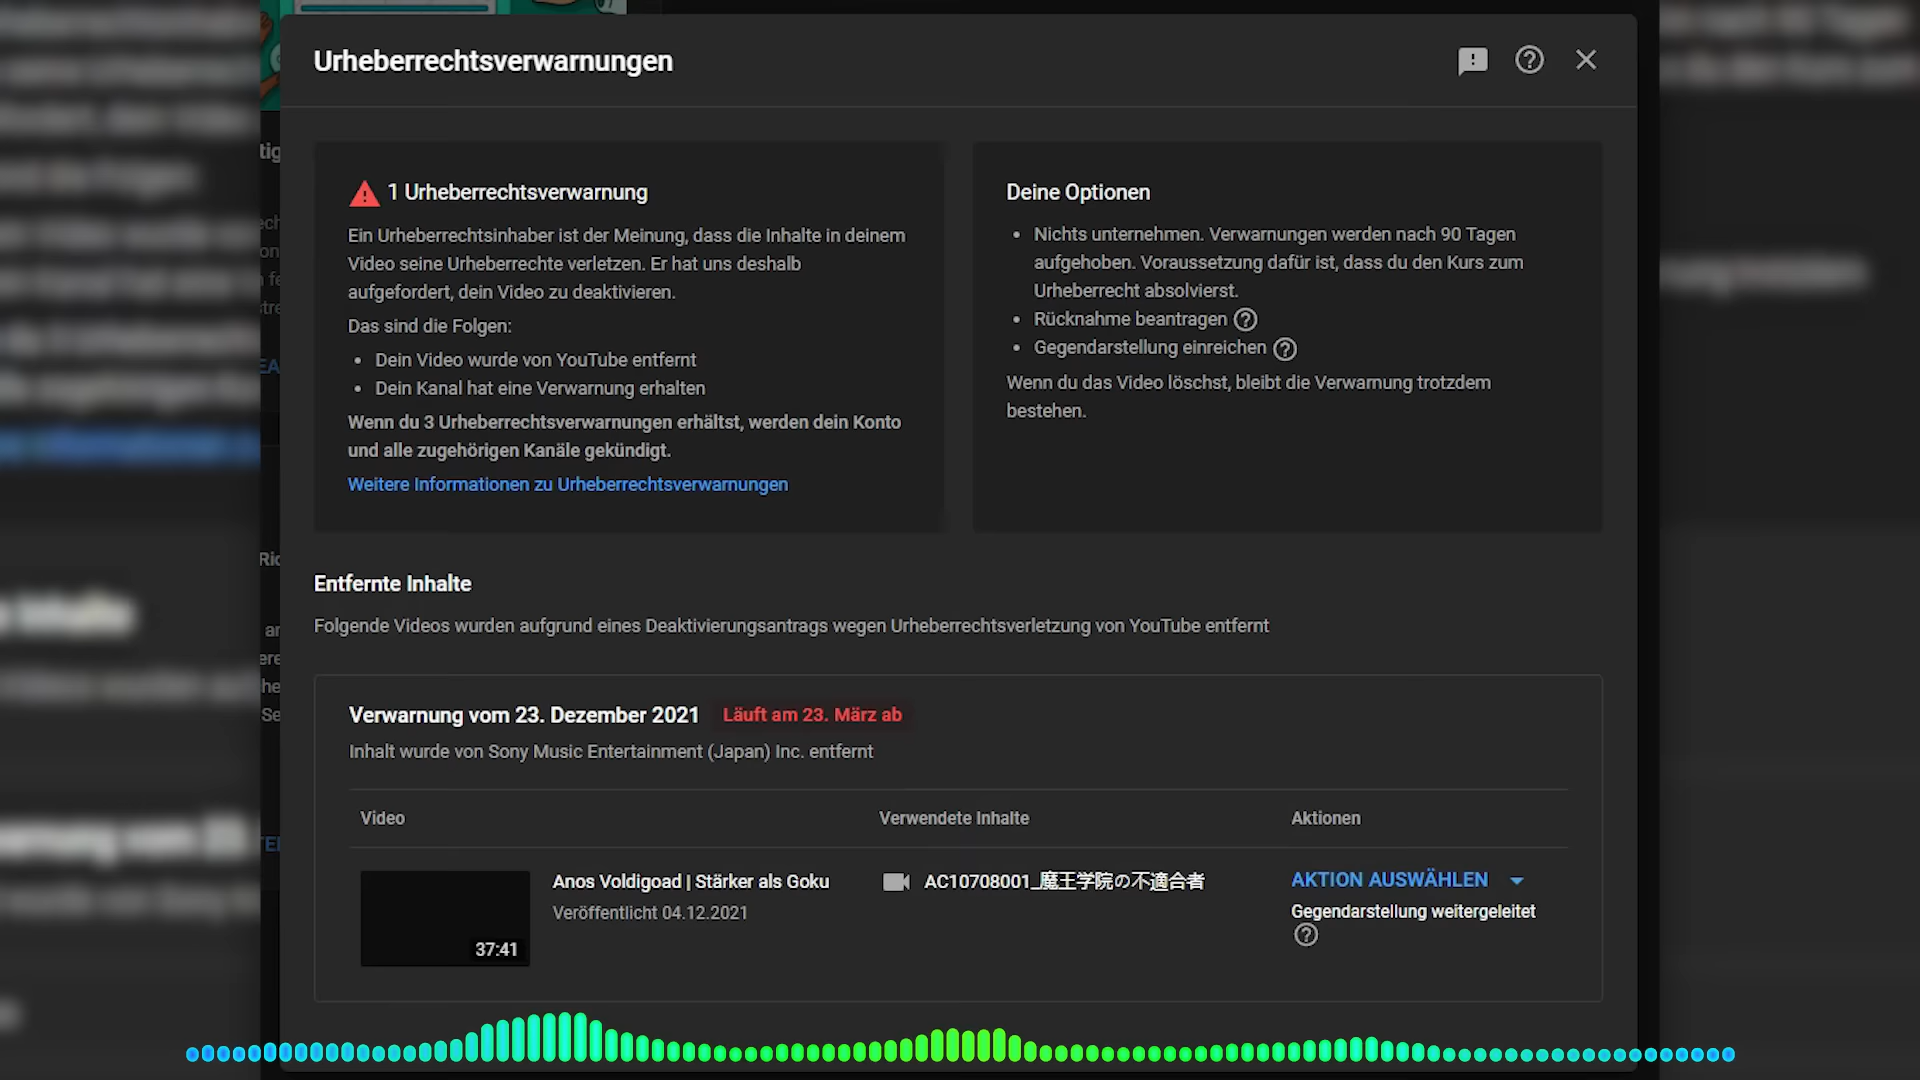 Urheberrechtsverwarnungen
1 Urheberrechtsverwarnung
Ein Urheberrechtsinhaber ist der Meinung, dass die Inhalte in deinem
Video seine Urheberrechte verletzen. Er hat uns deshalb
aufgefordert, dein Video zu deaktivieren.
Das sind die Folgen:
• Dein Video wurde von YouTube entfernt
• Dein Kanal hat eine Verwarnung erhalten
Wenn du 3 Urheberrechtsverwarnungen erhältst, werden dein Konto
und alle zugehörigen Kanäle gekündigt.
Weitere Informationen zu Urheberrechtsverwarnungen
Deine Optionen
• Nichts unternehmen. Verwarnungen werden nach 90 Tagen
aufgehoben. Voraussetzung dafür ist, dass du den Kurs zum
Urheberrecht absolvierst.
• Rücknahme beantragen
• Gegendarstellung einreichen
Wenn du das Video löschst, bleibt die Verwarnung trotzdem
bestehen.
Entfernte Inhalte
Folgende Videos wurden aufgrund eines Deaktivierungsantrags wegen Urheberrechtsverletzung von YouTube entfernt
Verwarnung vom 23. Dezember 2021 Läuft am 23. März ab
Inhalt wurde von Sony Music Entertainment (Japan) Inc. entfernt
Video Verwendete Inhalte Aktionen
Anos Voldigoad | Stärker als Goku
Veröffentlicht 04.12.2021
37:41
AC10708001_魔王学院の不適合者
AKTION AUSWÄHLEN
Gegendarstellung weitergeleitet